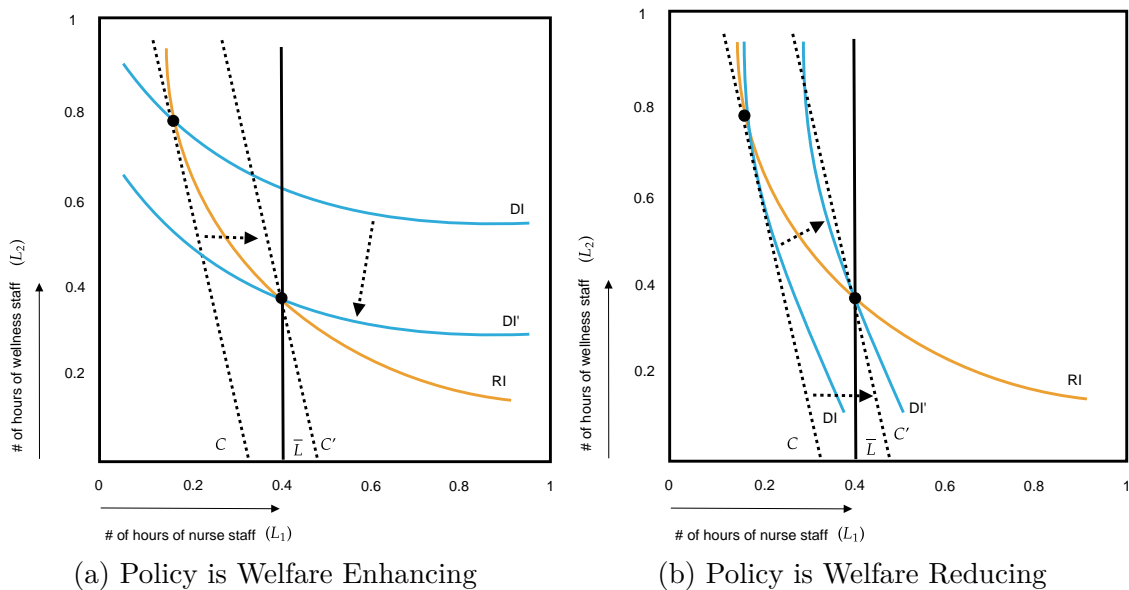 1
0.8
0.6
0.4
0.2
# of hours of wellness staff (L₂)
DI
DI'
RI
C
L̅
C′
0 0.2 0.4 0.6 0.8 1
# of hours of nurse staff (L₁)
(a) Policy is Welfare Enhancing
1
0.8
0.6
0.4
0.2
# of hours of wellness staff (L₂)
RI
DI
DI'
C
L̅
C′
0 0.2 0.4 0.6 0.8 1
# of hours of nurse staff (L₁)
(b) Policy is Welfare Reducing